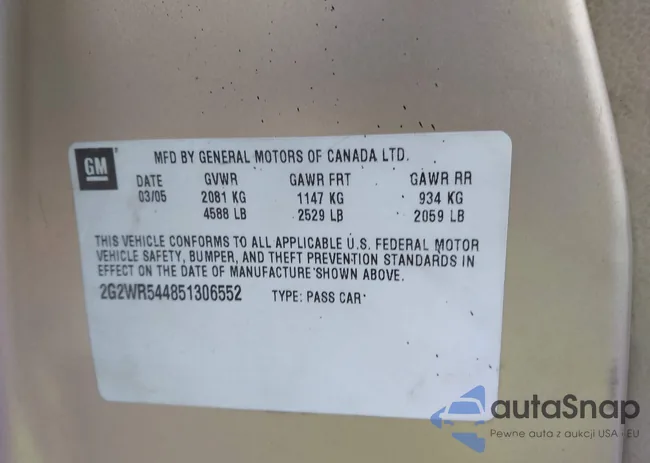 GM
MFD BY GENERAL MOTORS OF CANADA LTD.
DATE GVWR GAWR FRT GAWR RR
03/05 2081 KG 1147 KG 934 KG
4588 LB 2529 LB 2059 LB
THIS VEHICLE CONFORMS TO ALL APPLICABLE U.S. FEDERAL MOTOR
VEHICLE SAFETY, BUMPER, AND THEFT PREVENTION STANDARDS IN
EFFECT ON THE DATE OF MANUFACTURE SHOWN ABOVE.
2G2WR544851306552 TYPE: PASS CAR
autaSnap
Pewne auta z aukcji USA - EU